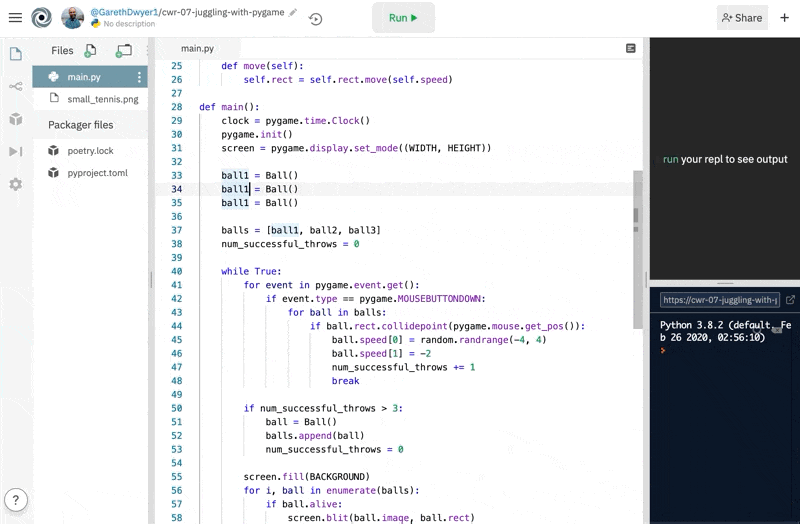 @GarethDwyer1/cwr-07-juggling-with-pygame
No description
Run
Share
Files
main.py
small_tennis.png
Packager files
poetry.lock
pyproject.toml
?
main.py
25 def move(self):
26 self.rect = self.rect.move(self.speed)
27
28 def main():
29 clock = pygame.time.Clock()
30 pygame.init()
31 screen = pygame.display.set_mode((WIDTH, HEIGHT))
32
33 ball1 = Ball()
34 ball1 = Ball()
35 ball1 = Ball()
36
37 balls = [ball1, ball2, ball3]
38 num_successful_throws = 0
39
40 while True:
41 for event in pygame.event.get():
42 if event.type == pygame.MOUSEBUTTONDOWN:
43 for ball in balls:
44 if ball.rect.collidepoint(pygame.mouse.get_pos()):
45 ball.speed[0] = random.randrange(-4, 4)
46 ball.speed[1] = -2
47 num_successful_throws += 1
48 break
49
50 if num_successful_throws > 3:
51 ball = Ball()
52 balls.append(ball)
53 num_successful_throws = 0
54
55 screen.fill(BACKGROUND)
56 for i, ball in enumerate(balls):
57 if ball.alive:
58 screen.blit(ball.image, ball.rect)
run your repl to see output
https://cwr-07-juggling-with-p
Python 3.8.2 (default, Fe
b 26 2020, 02:56:10)
>